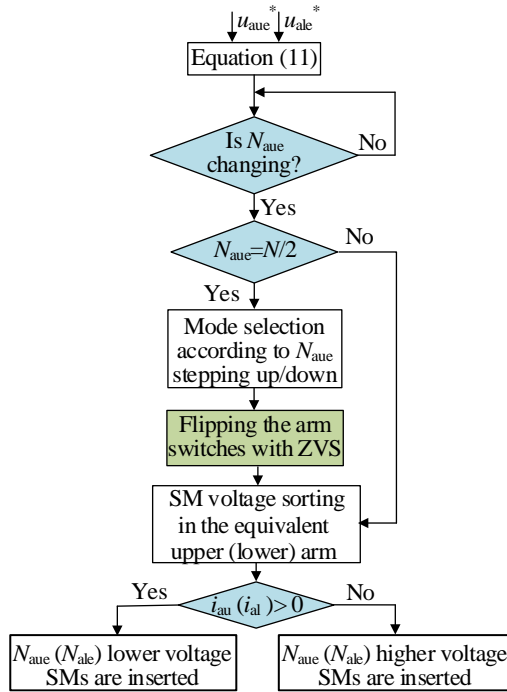 u_aue* u_ale*
Equation (11)
Is N_aue
changing?
No
Yes
N_aue=N/2
No
Yes
Mode selection
according to N_aue
stepping up/down
Flipping the arm
switches with ZVS
SM voltage sorting
in the equivalent
upper (lower) arm
Yes
i_au (i_al)>0
No
N_aue (N_ale) lower voltage
SMs are inserted
N_aue (N_ale) higher voltage
SMs are inserted